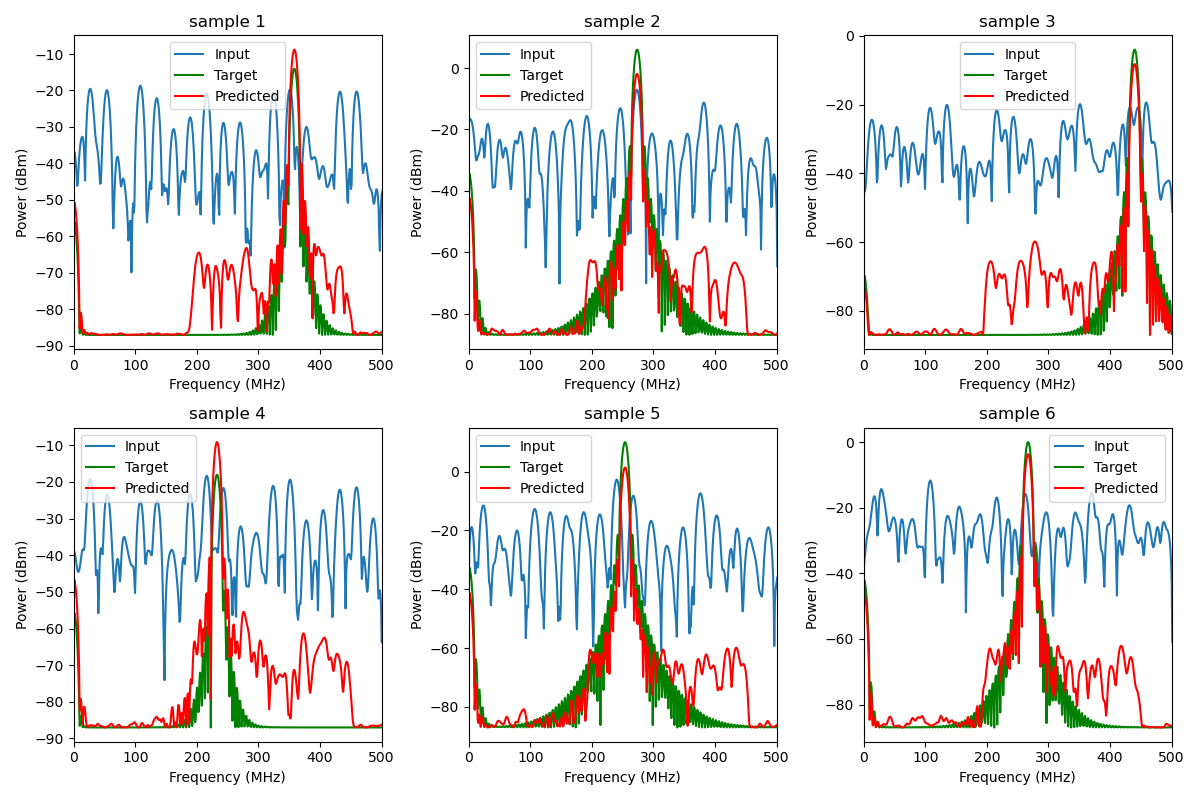 sample 1
sample 2
sample 3
Input
Target
Predicted
Input
Target
Predicted
Input
Target
Predicted
Power (dBm)
−10
−20
−30
−40
−50
−60
−70
−80
−90
Power (dBm)
0
−20
−40
−60
−80
Power (dBm)
0
−20
−40
−60
−80
0 100 200 300 400 500
0 100 200 300 400 500
0 100 200 300 400 500
Frequency (MHz)
Frequency (MHz)
Frequency (MHz)
sample 4
sample 5
sample 6
Input
Target
Predicted
Input
Target
Predicted
Input
Target
Predicted
Power (dBm)
−10
−20
−30
−40
−50
−60
−70
−80
−90
Power (dBm)
0
−20
−40
−60
−80
Power (dBm)
0
−20
−40
−60
−80
0 100 200 300 400 500
0 100 200 300 400 500
0 100 200 300 400 500
Frequency (MHz)
Frequency (MHz)
Frequency (MHz)